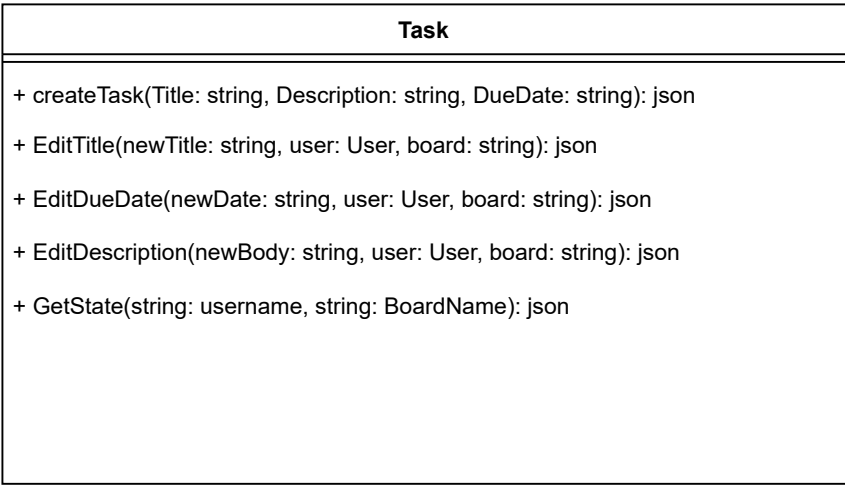 Task
+ createTask(Title: string, Description: string, DueDate: string): json
+ EditTitle(newTitle: string, user: User, board: string): json
+ EditDueDate(newDate: string, user: User, board: string): json
+ EditDescription(newBody: string, user: User, board: string): json
+ GetState(string: username, string: BoardName): json